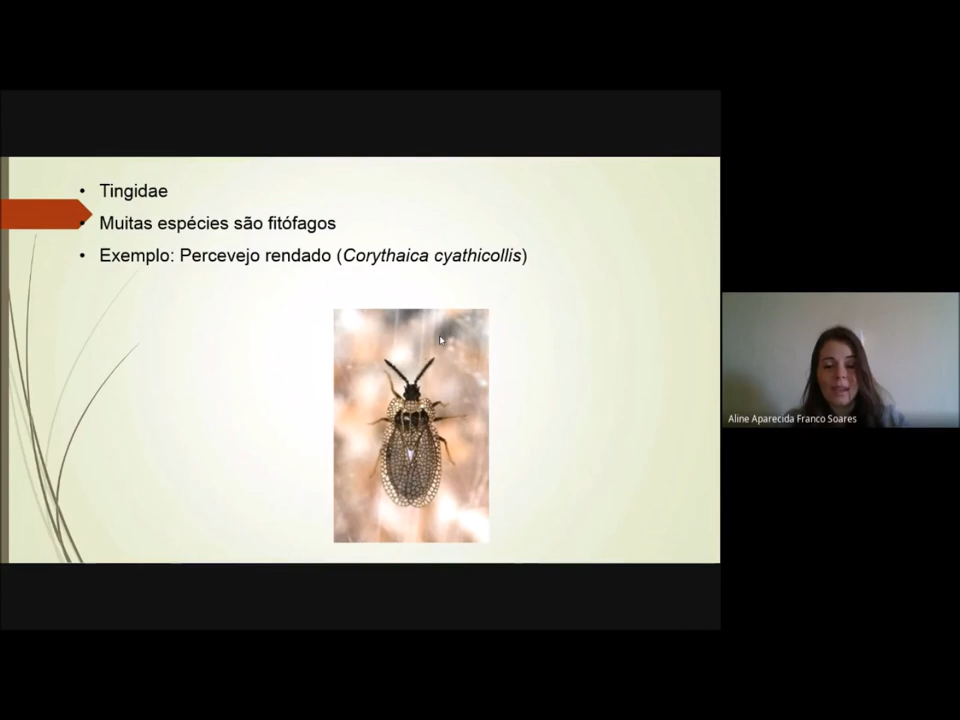 Tingidae
Muitas espécies são fitófagos
Exemplo: Percevejo rendado (Corythaica cyathicollis)
Aline Aparecida Franco Soares